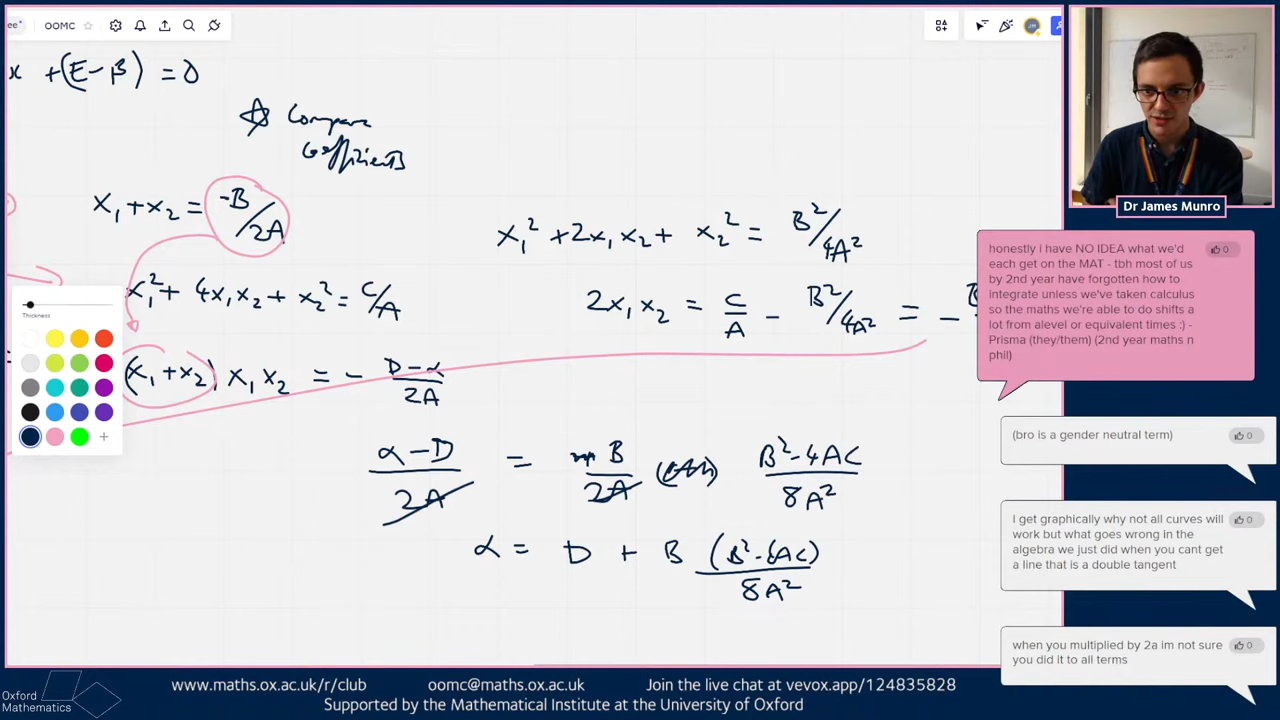 ee
OOMC
x + (E - β) = 0
☆ Compare
Coefficients
x₁ + x₂ = -B/2A
x₁² + 4x₁x₂ + x₂² = C/A
(x₁ + x₂) x₁x₂ = - D-α/2A
x₁² + 2x₁x₂ + x₂² = B²/4A²
2x₁x₂ = C/A - B²/4A² = -
α-D/2A = B/2A B²-4AC/8A²
α = D + B (B²-4AC)/8A²
Thickness
JM
Dr James Munro
honestly i have NO IDEA what we'd
each get on the MAT - tbh most of us
by 2nd year have forgotten how to
integrate unless we've taken calculus
so the maths we're able to do shifts
a lot from alevel or equivalent times :) -
Prisma (they/them) (2nd year maths n
phil)
0
(bro is a gender neutral term)
0
I get graphically why not all curves will
work but what goes wrong in the
algebra we just did when you cant get
a line that is a double tangent
0
when you multiplied by 2a im not sure
you did it to all terms
0
Oxford
Mathematics
www.maths.ox.ac.uk/r/club oomc@maths.ox.ac.uk Join the live chat at vevox.app/124835828
Supported by the Mathematical Institute at the University of Oxford